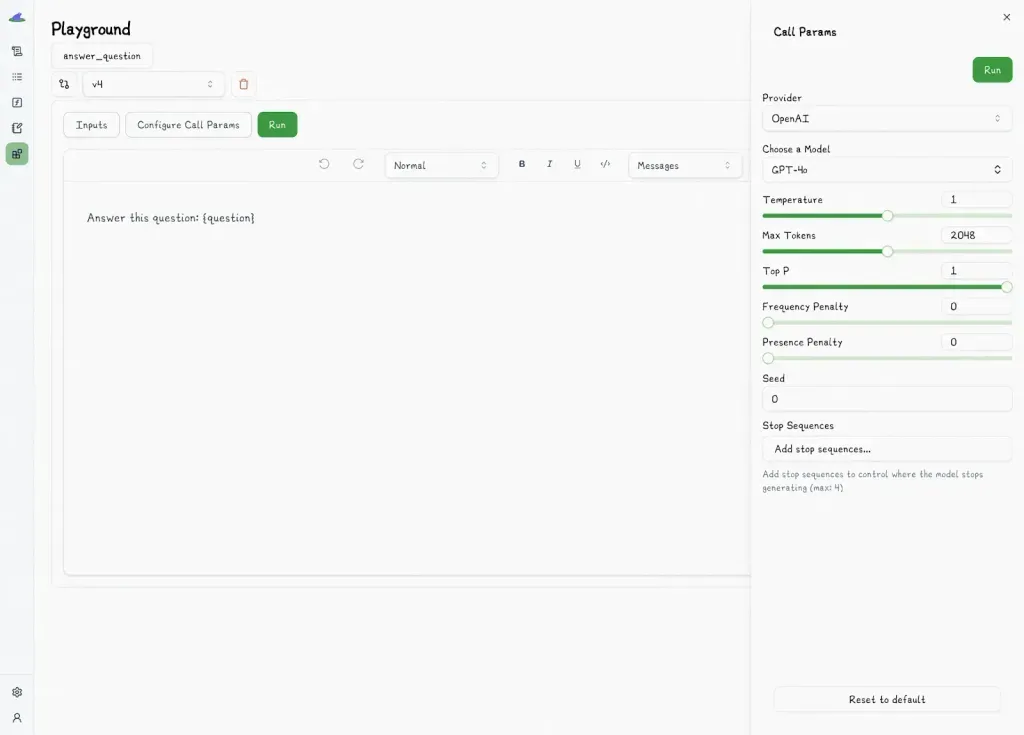 Playground
answer_question
v4
Inputs
Configure Call Params
Run
Normal
B
I
U
Messages
Answer this question: {question}
Call Params
Run
Provider
OpenAI
Choose a Model
GPT-4o
Temperature
1
Max Tokens
2048
Top P
1
Frequency Penalty
0
Presence Penalty
0
Seed
0
Stop Sequences
Add stop sequences...
Add stop sequences to control where the model stops
generating (max: 4)
Reset to default